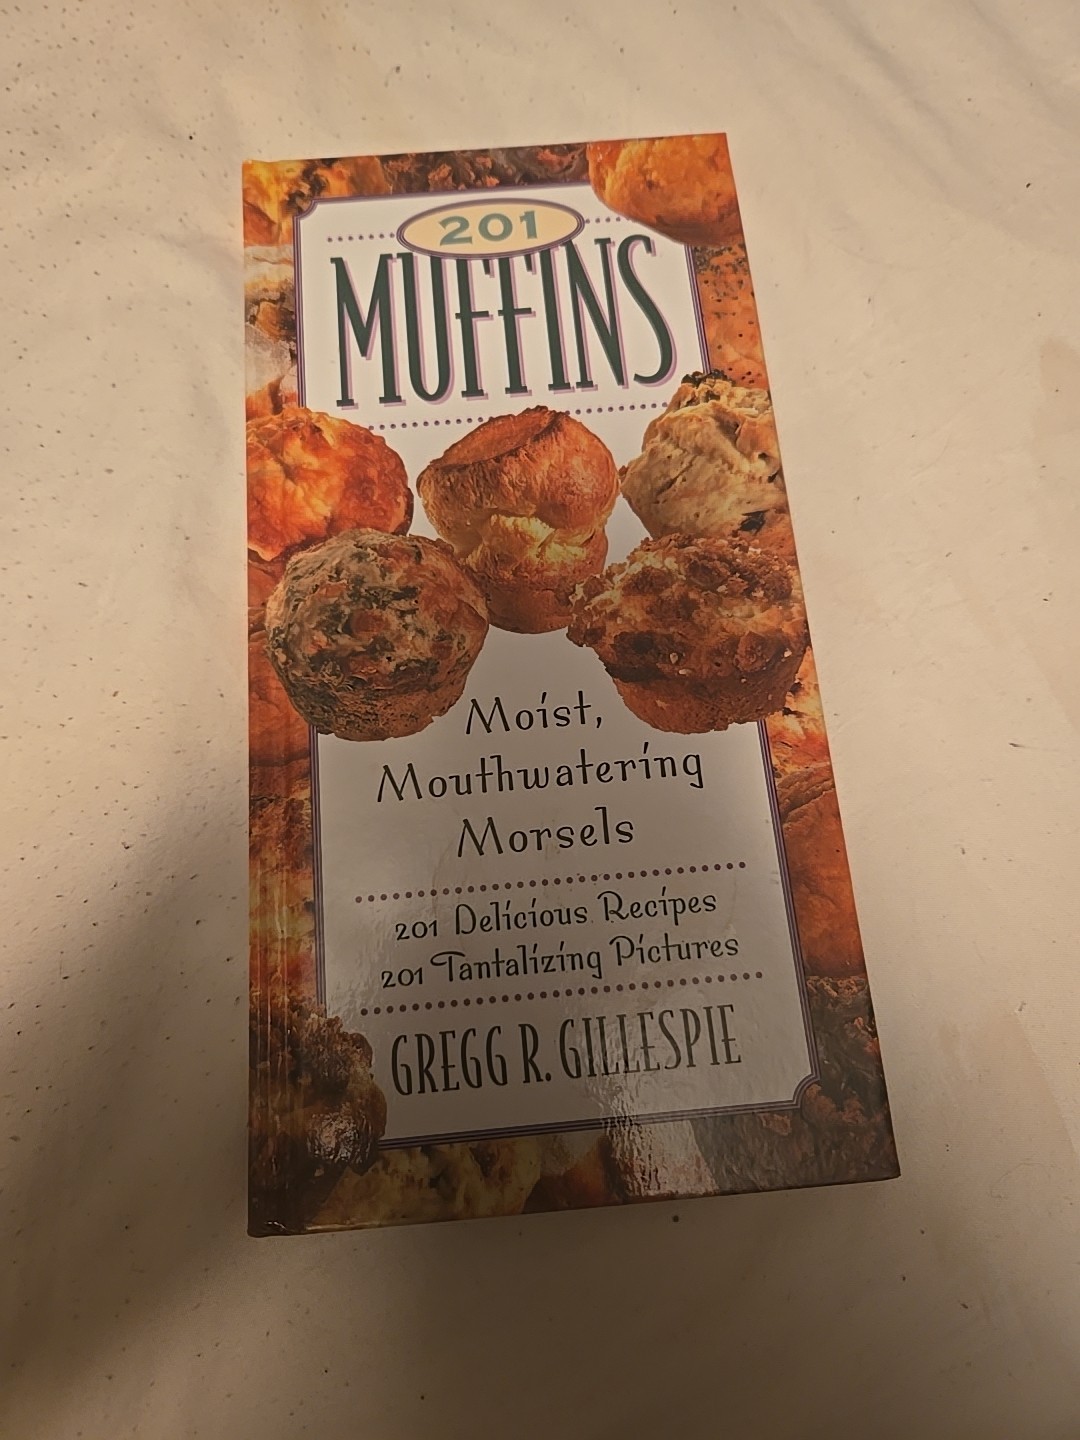 201
MUFFINS
Moist,
Mouthwatering
Morsels
201 Delicious Recipes
201 Tantalizing Pictures
GREGG R. GILLESPIE